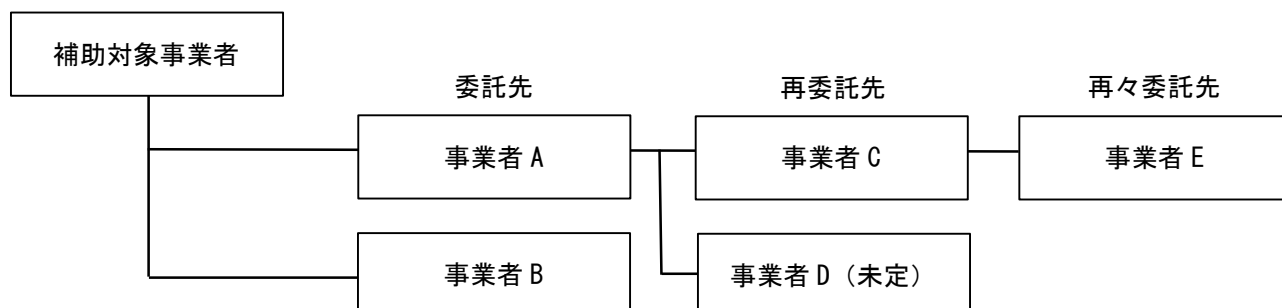 補助対象事業者
委託先
再委託先
再々委託先
事業者 A
事業者 C
事業者 E
事業者 B
事業者 D（未定）